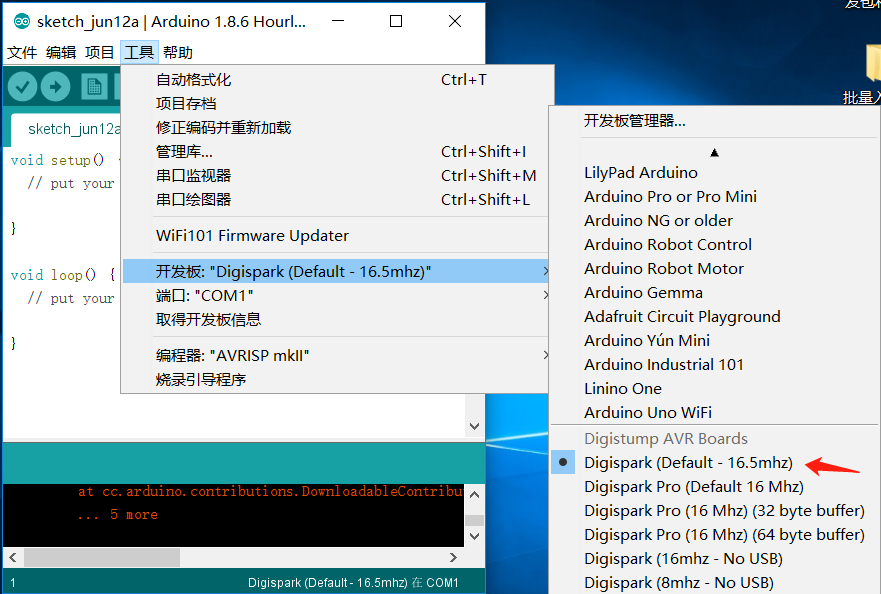 sketch_jun12a | Arduino 1.8.6 Hourl...
文件 编辑 项目 工具 帮助
sketch_jun12a
void setup()
// put your
}
void loop() {
// put your
}
自动格式化 Ctrl+T
项目存档
修正编码并重新加载
管理库... Ctrl+Shift+I
串口监视器 Ctrl+Shift+M
串口绘图器 Ctrl+Shift+L
WiFi101 Firmware Updater
开发板: "Digispark (Default - 16.5mhz)"
端口: "COM1"
取得开发板信息
编程器: "AVRISP mkII"
烧录引导程序
开发板管理器...
LilyPad Arduino
Arduino Pro or Pro Mini
Arduino NG or older
Arduino Robot Control
Arduino Robot Motor
Arduino Gemma
Adafruit Circuit Playground
Arduino Yún Mini
Arduino Industrial 101
Linino One
Arduino Uno WiFi
Digistump AVR Boards
Digispark (Default - 16.5mhz)
Digispark Pro (Default 16 Mhz)
Digispark Pro (16 Mhz) (32 byte buffer)
Digispark Pro (16 Mhz) (64 byte buffer)
Digispark (16mhz - No USB)
Digispark (8mhz - No USB)
at cc.arduino.contributions.DownloadableContribu
... 5 more
1
Digispark (Default - 16.5mhz) 在 COM1
批量